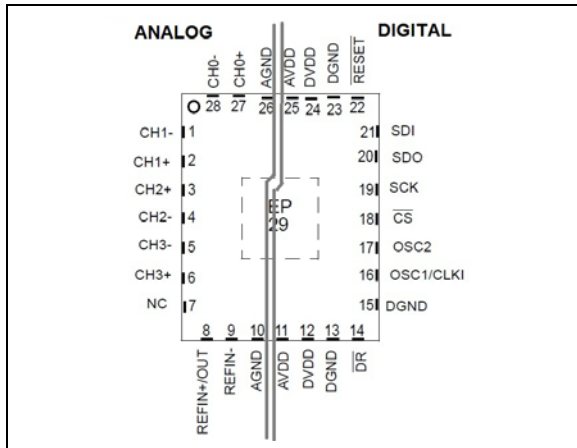 ANALOG
DIGITAL
CH0-
CH0+
AGND
AVDD
DVDD
DGND
RESET
28
27
26
25
24
23
22
CH1- 1
21 SDI
CH1+ 2
20 SDO
CH2+ 3
19 SCK
CH2- 4
18 CS
CH3- 5
17 OSC2
CH3+ 6
16 OSC1/CLKI
NC 7
15 DGND
EP
29
8
9
10
11
12
13
14
REFIN+/OUT
REFIN-
AGND
AVDD
DVDD
DGND
DR